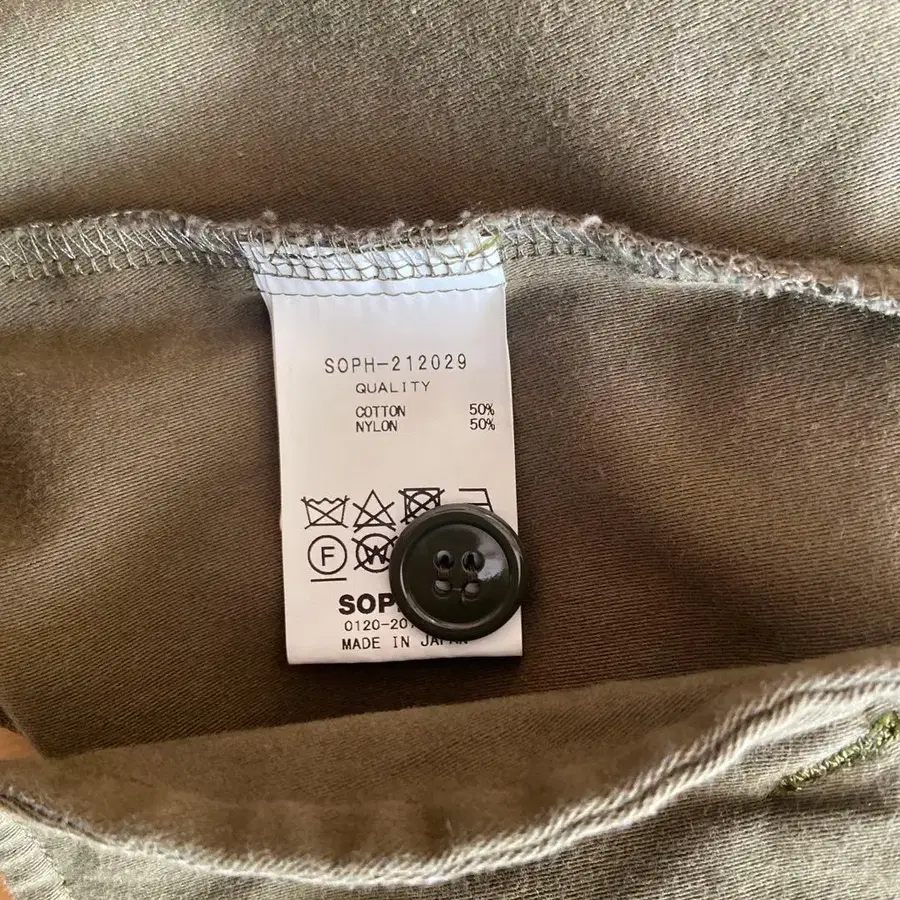 SOPH-212029
QUALITY
COTTON 50%
NYLON 50%
F W
MADE IN JAPAN